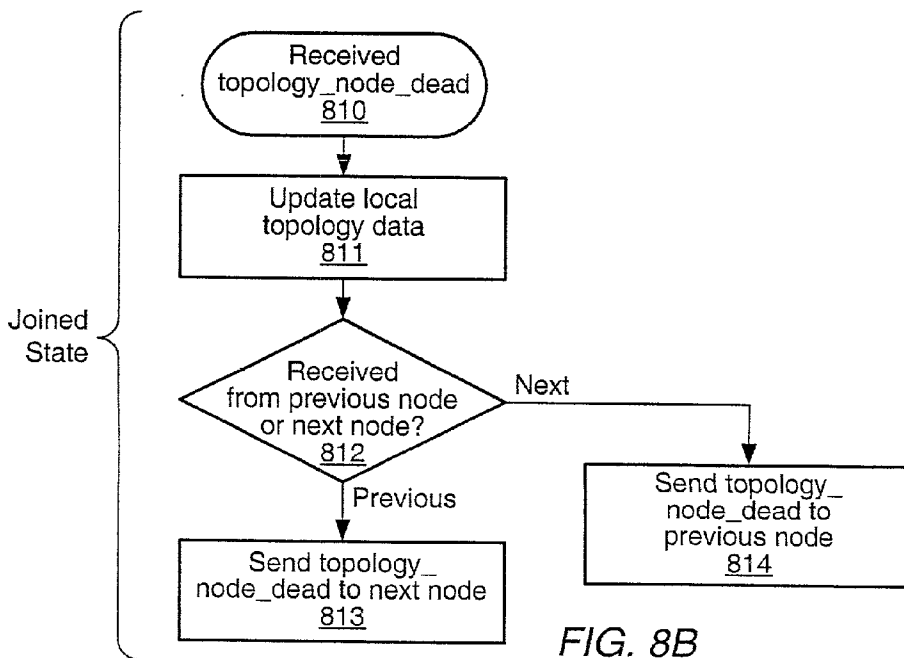 Received
topology_node_dead
810
Update local
topology data
811
Joined
State
Received
from previous node
or next node?
812
Next
Previous
Send topology_
node_dead to next node
813
Send topology_
node_dead to
previous node
814
FIG. 8B